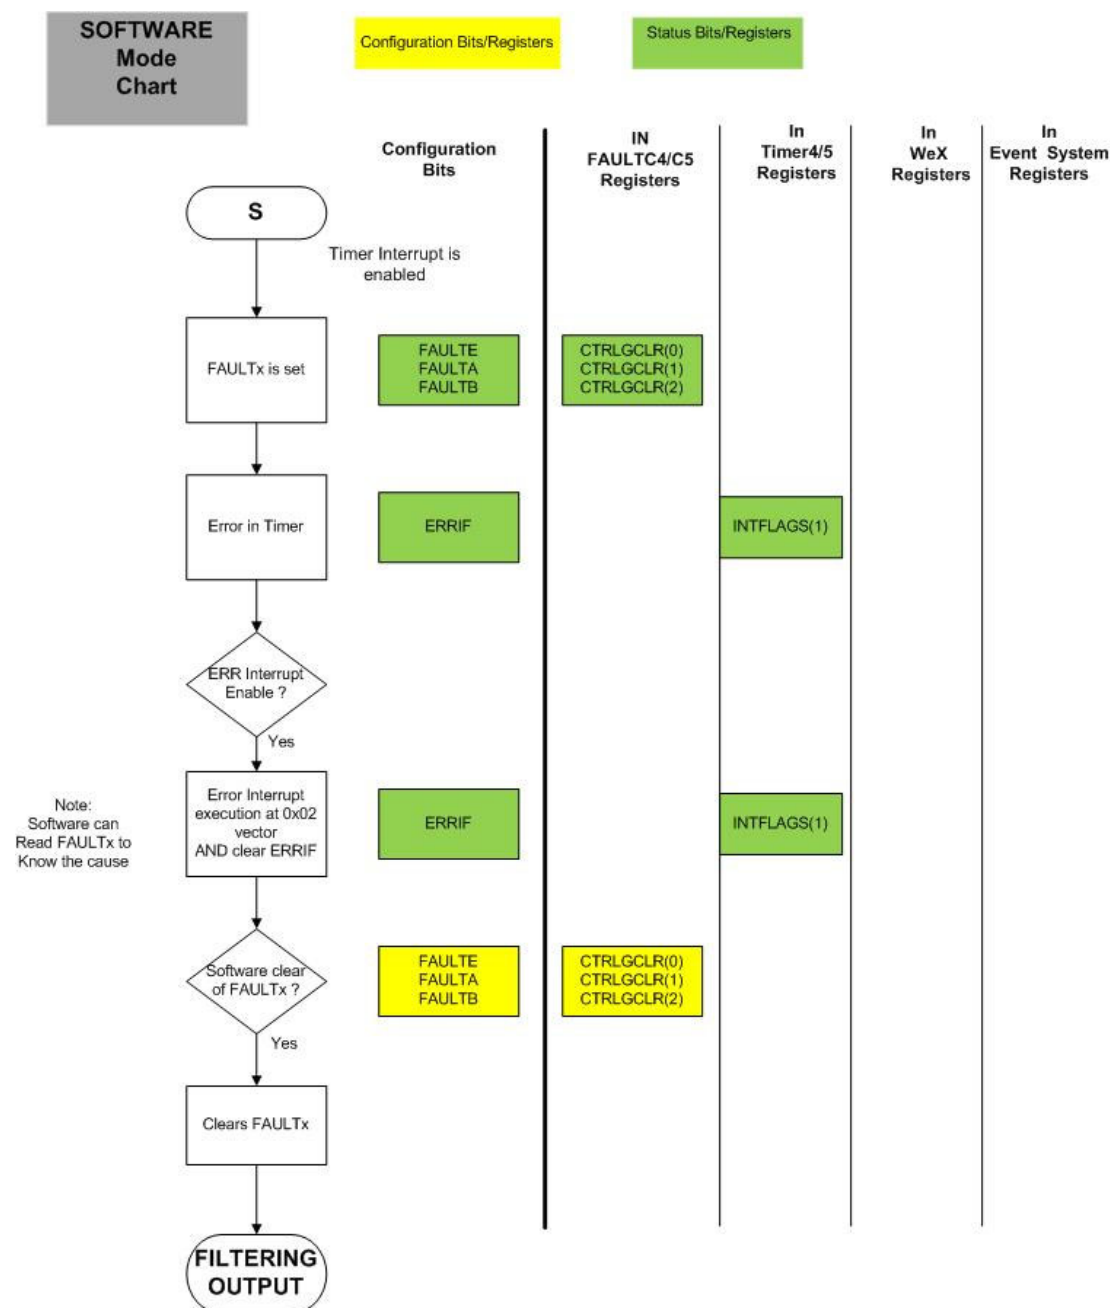 SOFTWARE
Mode
Chart
Configuration Bits/Registers
Status Bits/Registers
Configuration
Bits
IN
FAULTC4/C5
Registers
In
Timer4/5
Registers
In
WeX
Registers
In
Event System
Registers
S
Timer Interrupt is
enabled
FAULTx is set
FAULTE
FAULTA
FAULTB
CTRLGCLR(0)
CTRLGCLR(1)
CTRLGCLR(2)
Error in Timer
ERRIF
INTFLAGS(1)
ERR Interrupt
Enable ?
Yes
Note:
Software can
Read FAULTx to
Know the cause
Error Interrupt
execution at 0x02
vector
AND clear ERRIF
ERRIF
INTFLAGS(1)
Software clear
of FAULTx ?
FAULTE
FAULTA
FAULTB
CTRLGCLR(0)
CTRLGCLR(1)
CTRLGCLR(2)
Yes
Clears FAULTx
FILTERING
OUTPUT